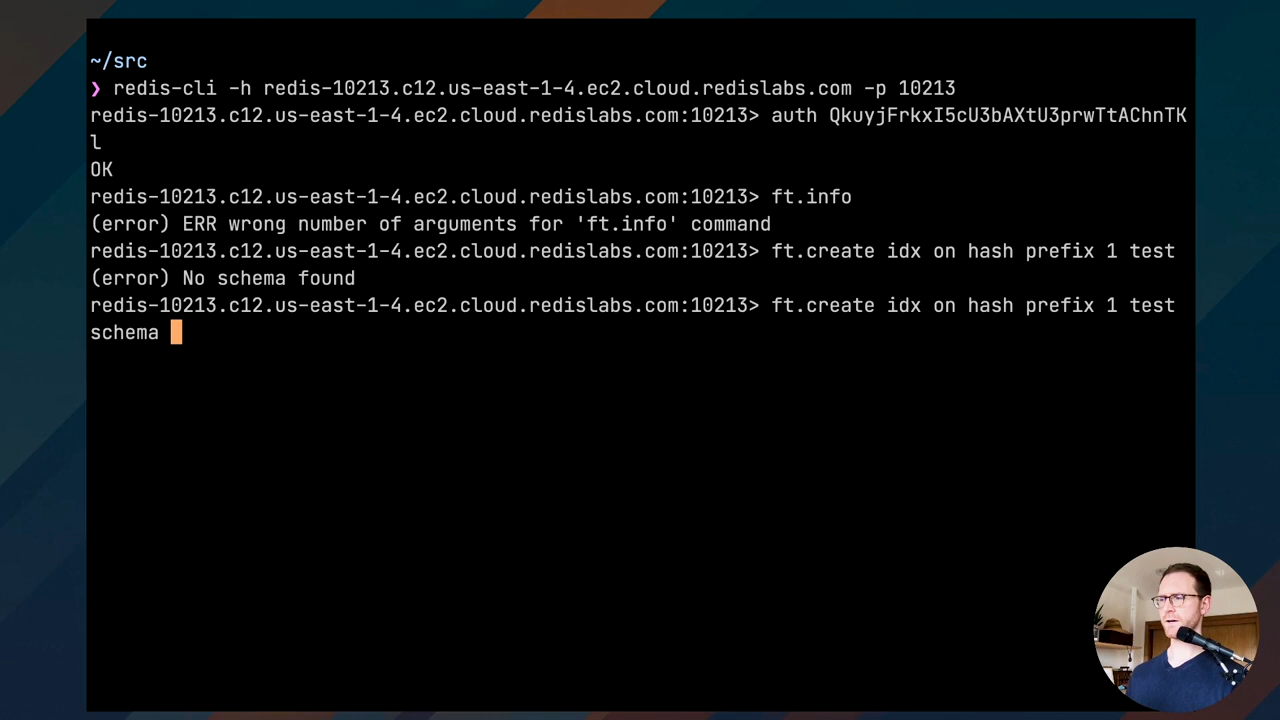 ~/src
❯ redis-cli -h redis-10213.c12.us-east-1-4.ec2.cloud.redislabs.com -p 10213
redis-10213.c12.us-east-1-4.ec2.cloud.redislabs.com:10213> auth QkuyjFrkxI5cU3bAXtU3prwTtAChnTK
l
OK
redis-10213.c12.us-east-1-4.ec2.cloud.redislabs.com:10213> ft.info
(error) ERR wrong number of arguments for 'ft.info' command
redis-10213.c12.us-east-1-4.ec2.cloud.redislabs.com:10213> ft.create idx on hash prefix 1 test
(error) No schema found
redis-10213.c12.us-east-1-4.ec2.cloud.redislabs.com:10213> ft.create idx on hash prefix 1 test
schema